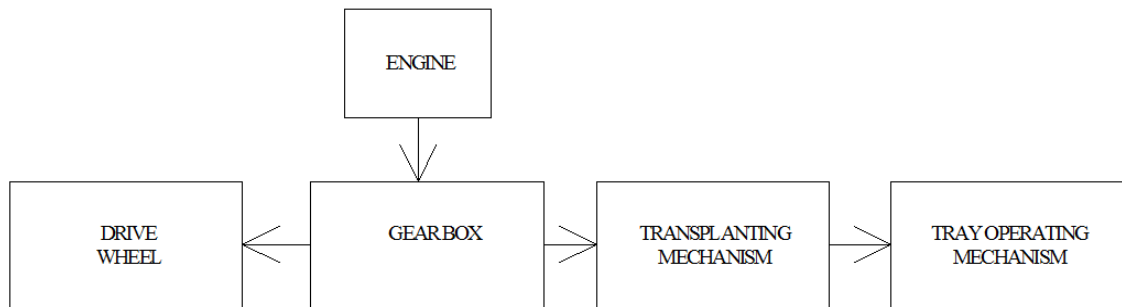 ENGINE
DRIVE
WHEEL
GEAR BOX
TRANSPLANTING
MECHANISM
TRAY OPERATING
MECHANISM